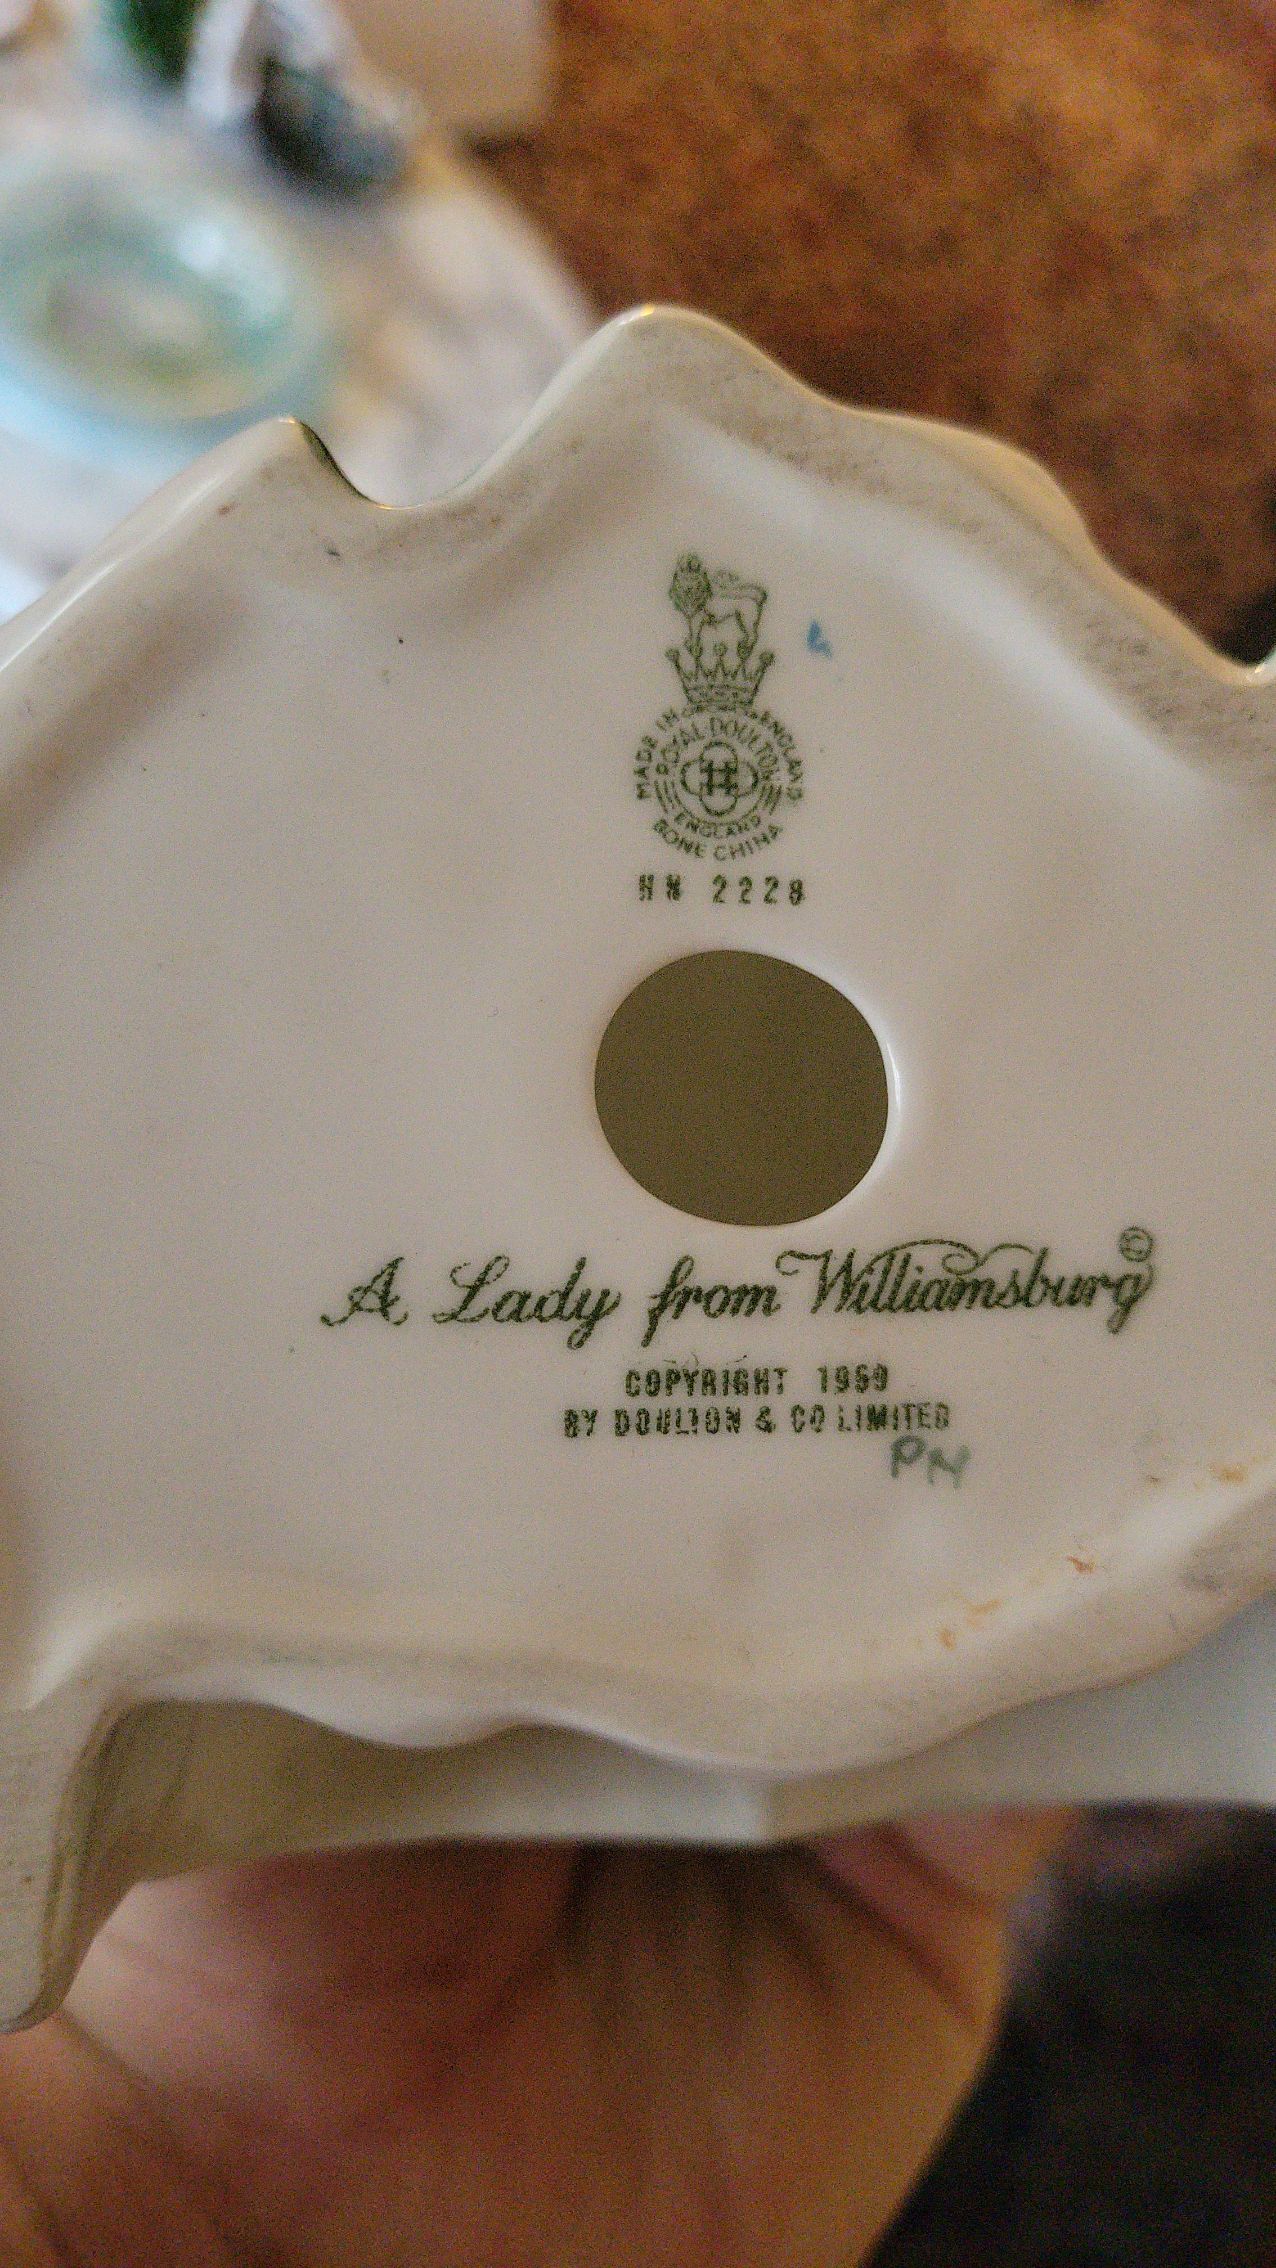 MADE IN ENGLAND
ROYAL DOULTON
ENGLAND
BONE CHINA
HN 2228
A Lady from Williamsburg ©
COPYRIGHT 1959
BY DOULTON & CO LIMITED
PN